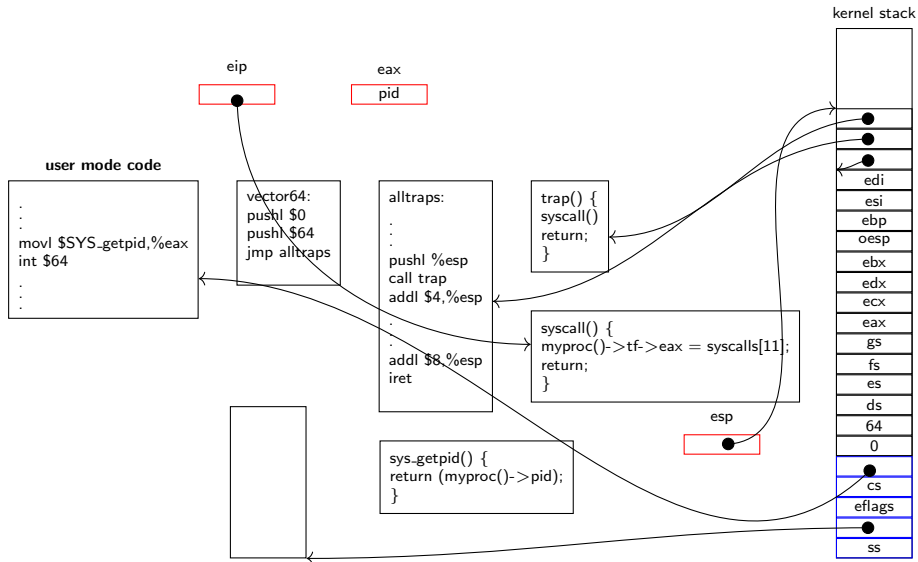 kernel stack
eip
eax
pid
user mode code
.
.
.
movl $SYS_getpid,%eax
int $64
.
.
.
vector64:
pushl $0
pushl $64
jmp alltraps
alltraps:
.
.
.
pushl %esp
call trap
addl $4,%esp
.
.
.
addl $8,%esp
iret
trap() {
syscall()
return;
}
syscall() {
myproc()->tf->eax = syscalls[11];
return;
}
sys_getpid() {
return (myproc()->pid);
}
esp
edi
esi
ebp
oesp
ebx
edx
ecx
eax
gs
fs
es
ds
64
0
cs
eflags
ss